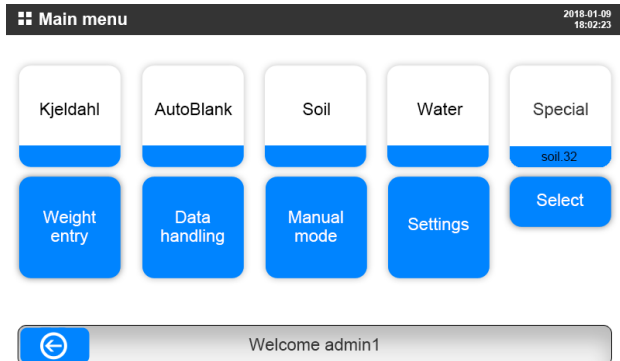 Main menu
2018-01-09
18:02:23
Kjeldahl
AutoBlank
Soil
Water
Special
soil.32
Weight
entry
Data
handling
Manual
mode
Settings
Select
Welcome admin1